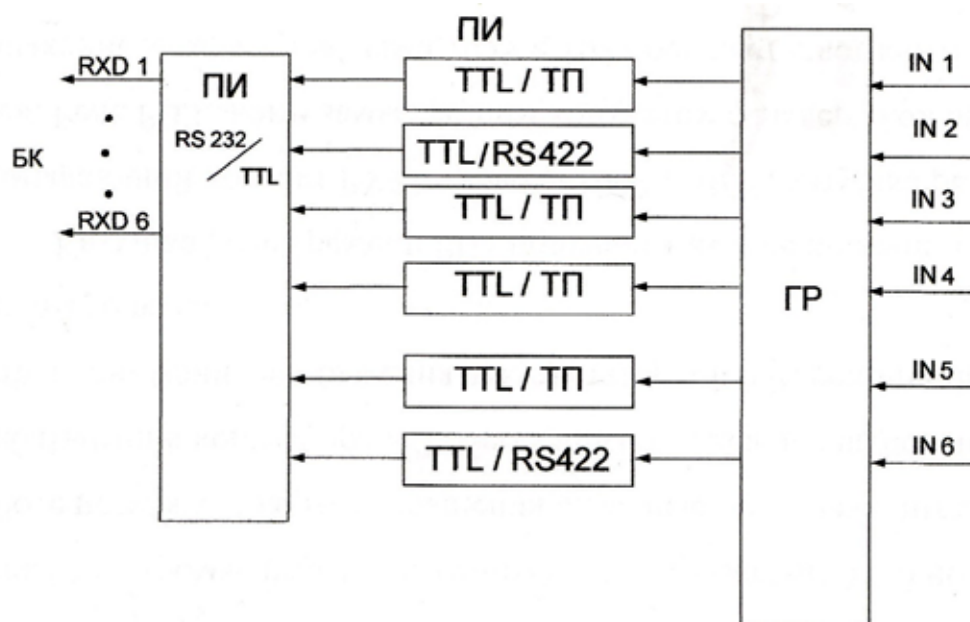 ПИ
RXD 1
ПИ
TTL / ТП
IN 1
RS 232 / TTL
TTL/RS422
IN 2
БК
TTL / ТП
IN 3
RXD 6
TTL / ТП
ГР
IN 4
TTL / ТП
IN 5
TTL / RS422
IN 6